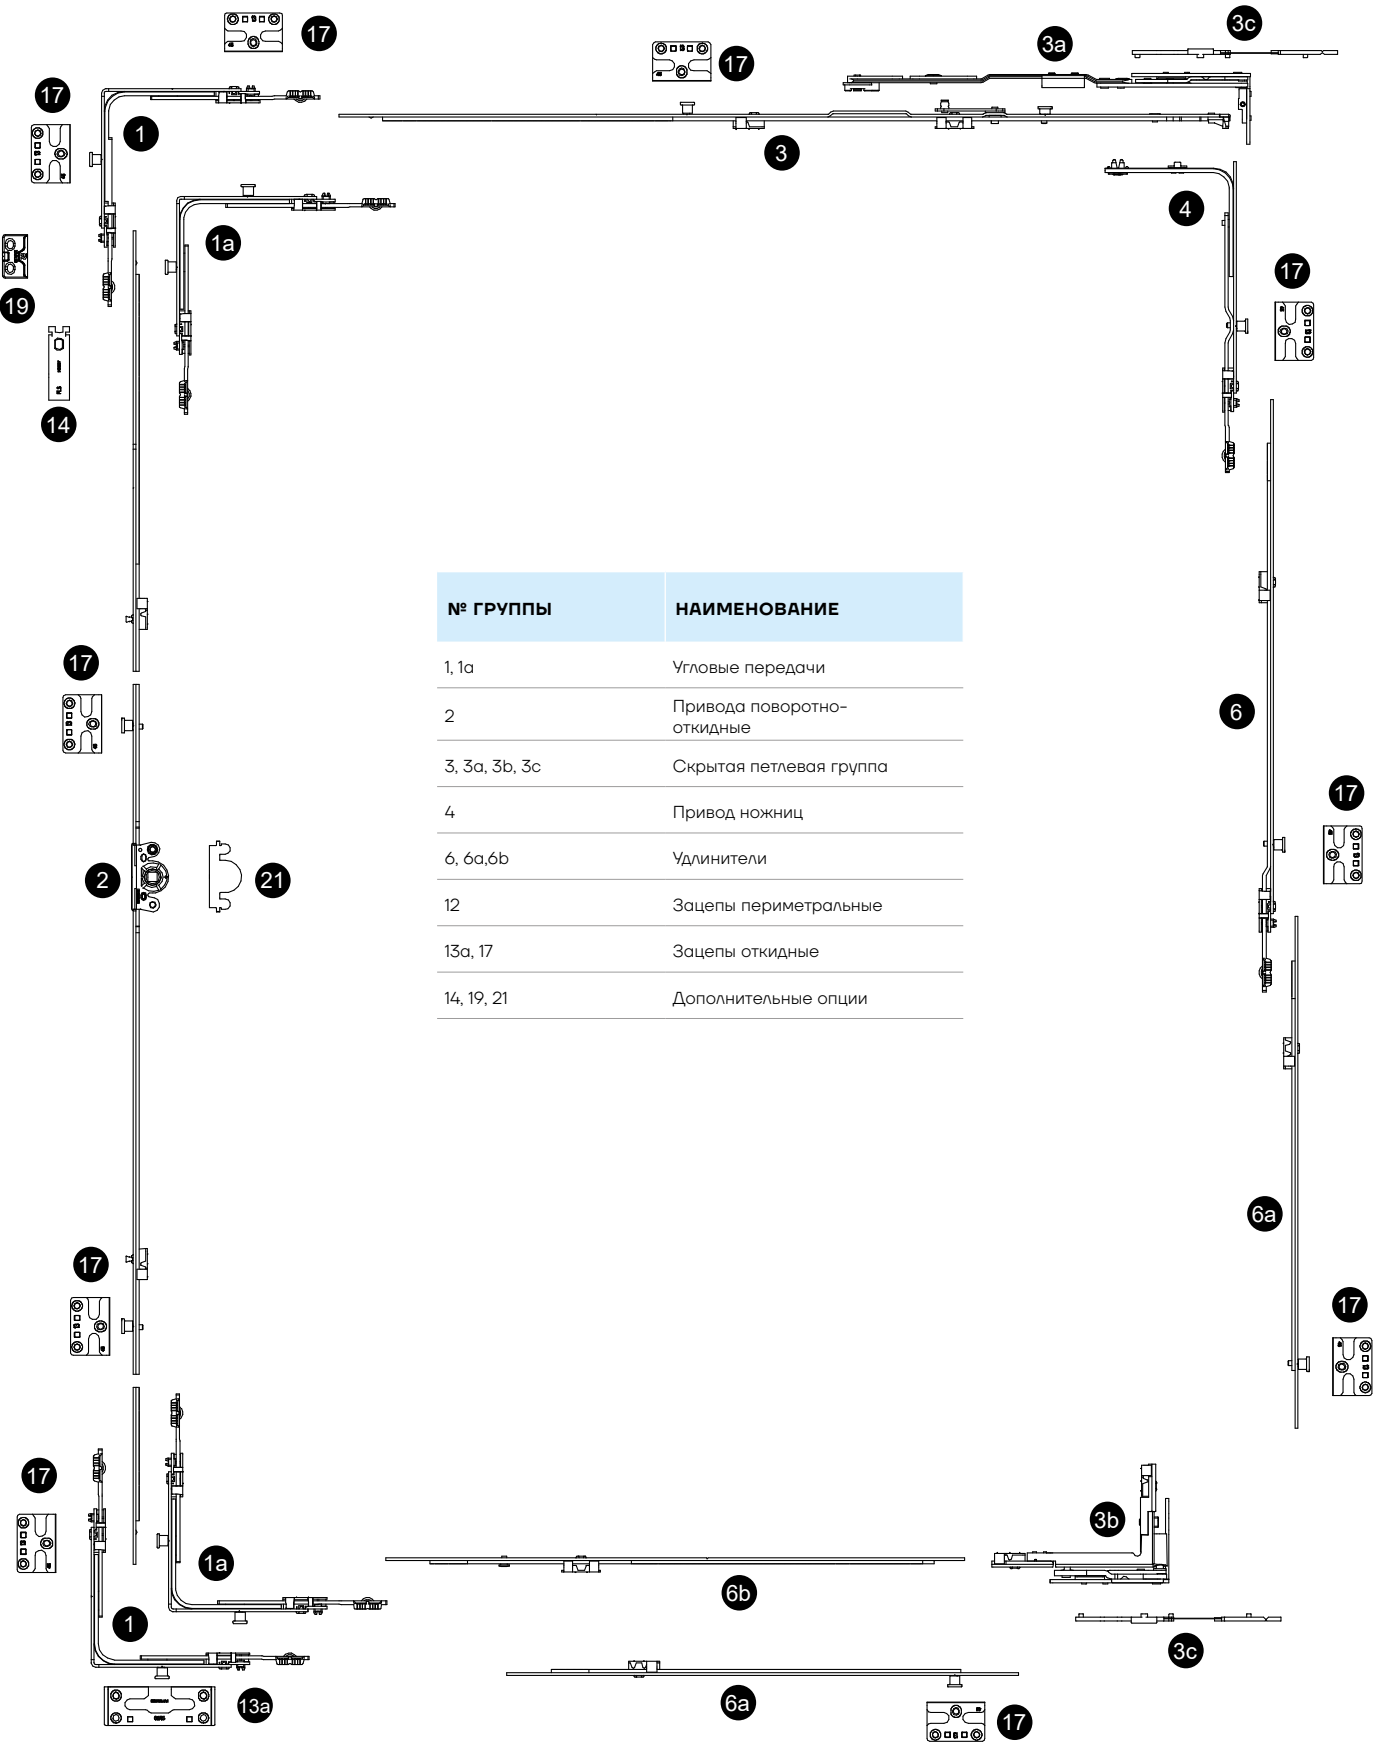 17
3c
3a
17
17
1
3
4
1a
17
19
14
№ ГРУППЫ НАИМЕНОВАНИЕ
1, 1a Угловые передачи
2 Привода поворотно-
откидные
3, 3a, 3b, 3c Скрытая петлевая группа
4 Привод ножниц
6, 6a,6b Удлинители
12 Зацепы периметральные
13a, 17 Зацепы откидные
14, 19, 21 Дополнительные опции
17
6
17
2
21
6a
17
17
17
3b
1a
6b
1
3c
13a
6a
17